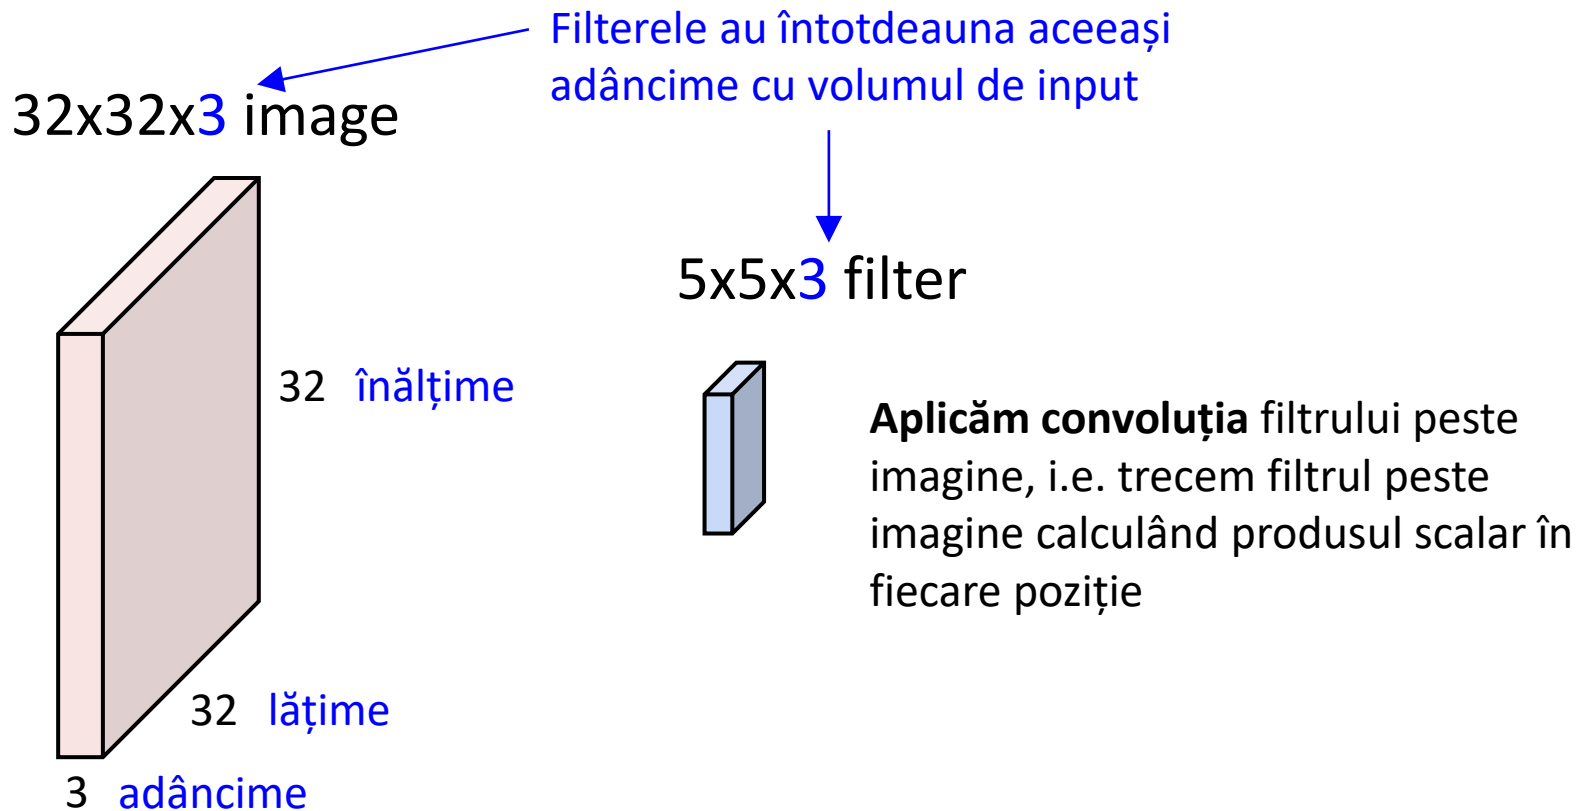 Filterele au întotdeauna aceeași
adâncime cu volumul de input
32x32x3 image
5x5x3 filter
32 înălțime
Aplicăm convoluția filtrului peste
imagine, i.e. trecem filtrul peste
imagine calculând produsul scalar în
fiecare poziție
32 lățime
3 adâncime